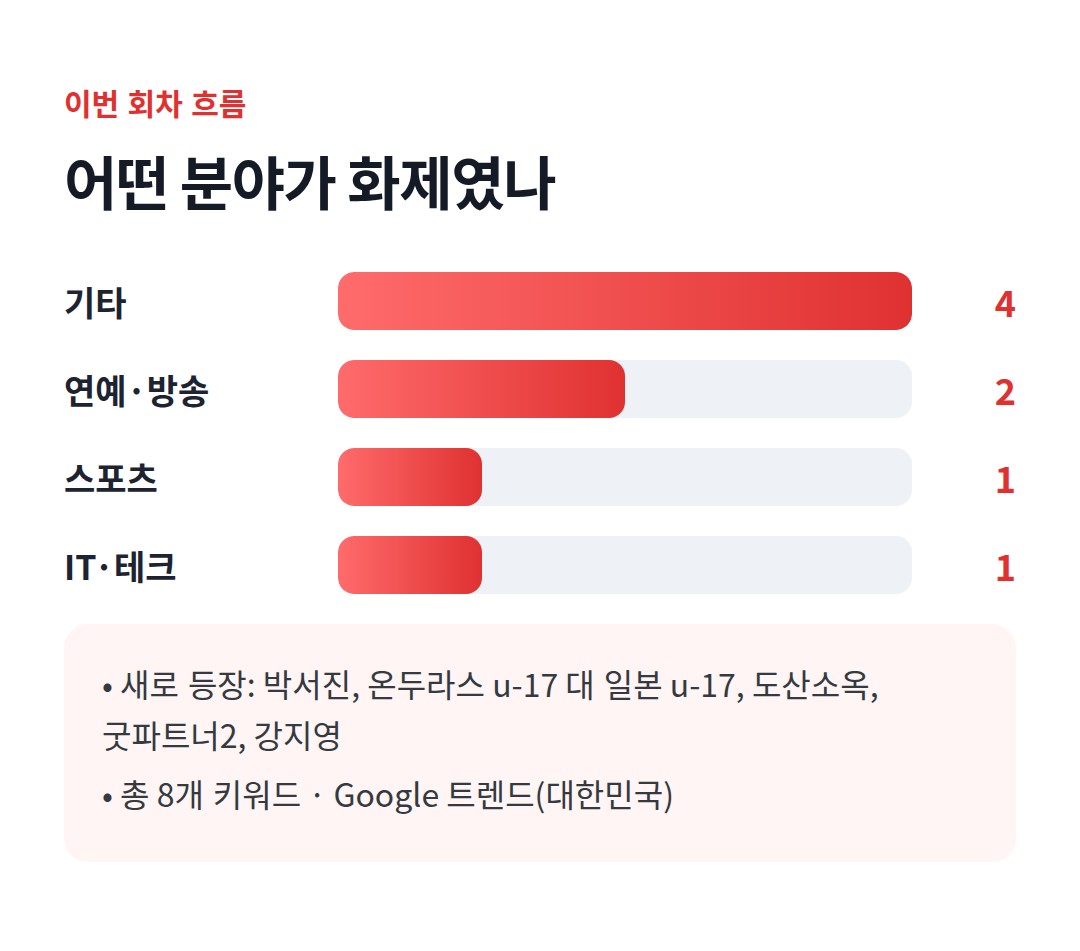 이번 회차 흐름
어떤 분야가 화제였나
기타 4
연예·방송 2
스포츠 1
IT·테크 1
• 새로 등장: 박서진, 온두라스 u-17 대 일본 u-17, 도산소옥,
굿파트너2, 강지영
• 총 8개 키워드 · Google 트렌드(대한민국)